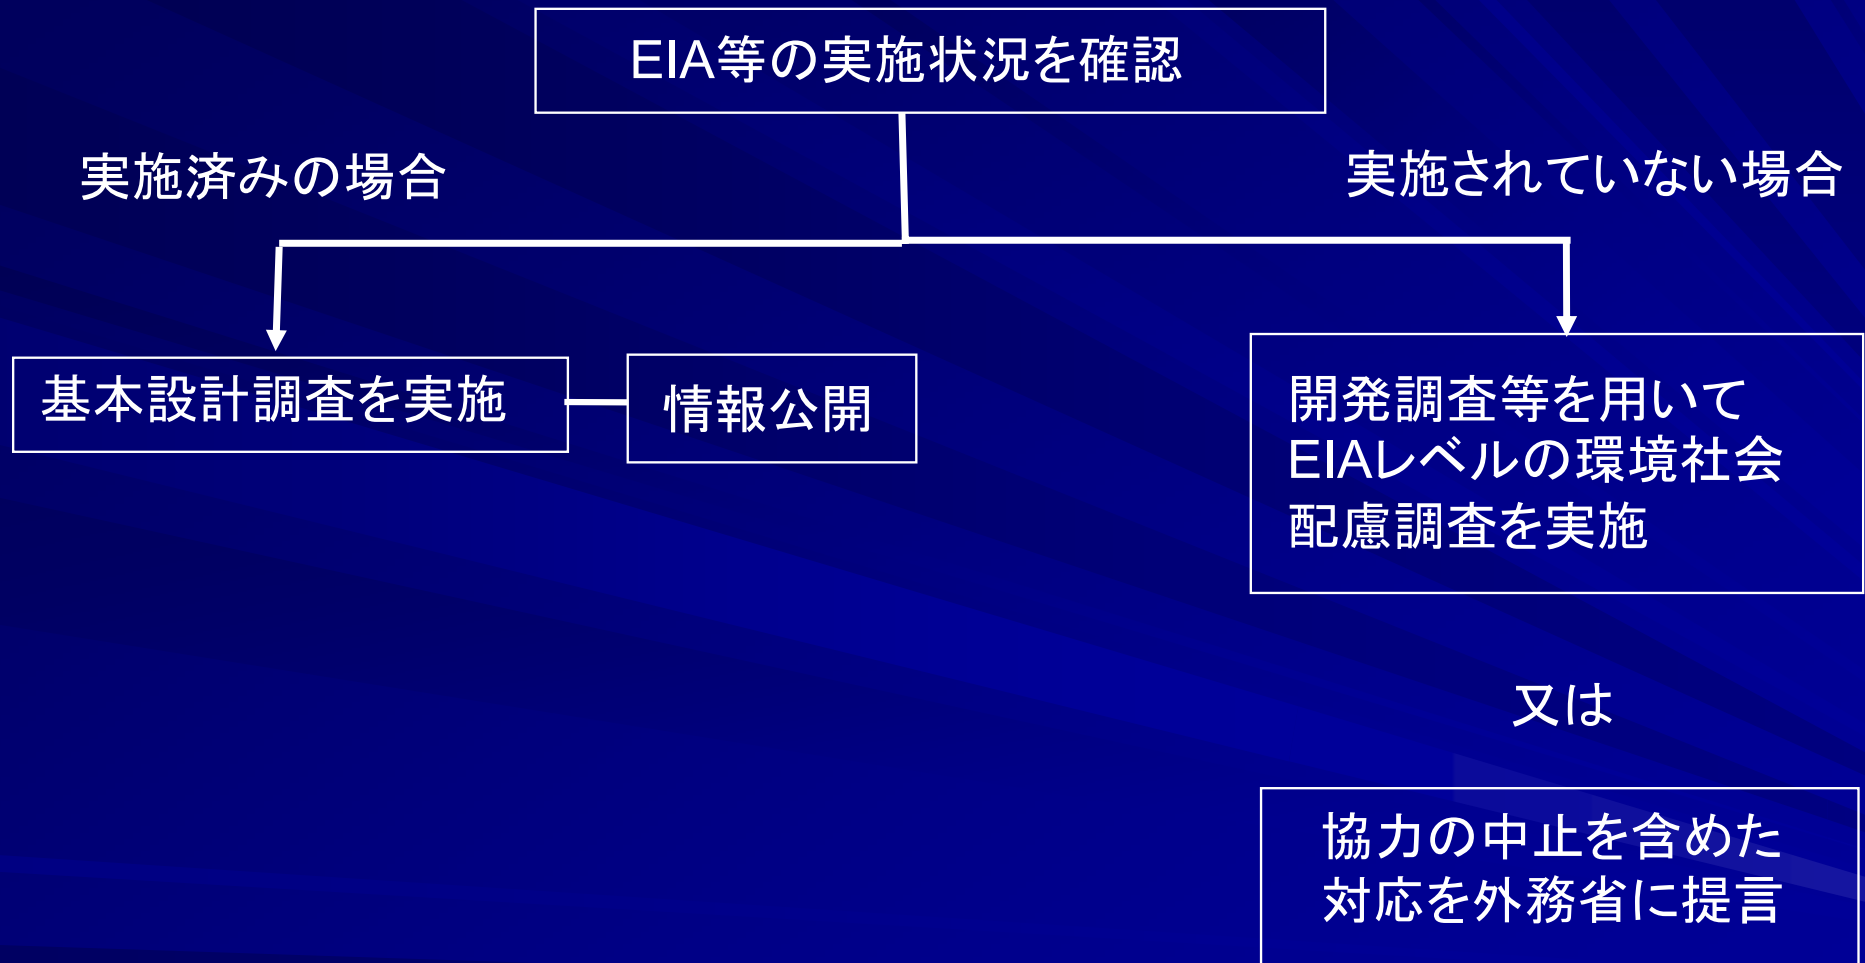 EIA等の実施状況を確認
実施済みの場合
実施されていない場合
基本設計調査を実施
情報公開
開発調査等を用いて
EIAレベルの環境社会
配慮調査を実施
又は
協力の中止を含めた
対応を外務省に提言